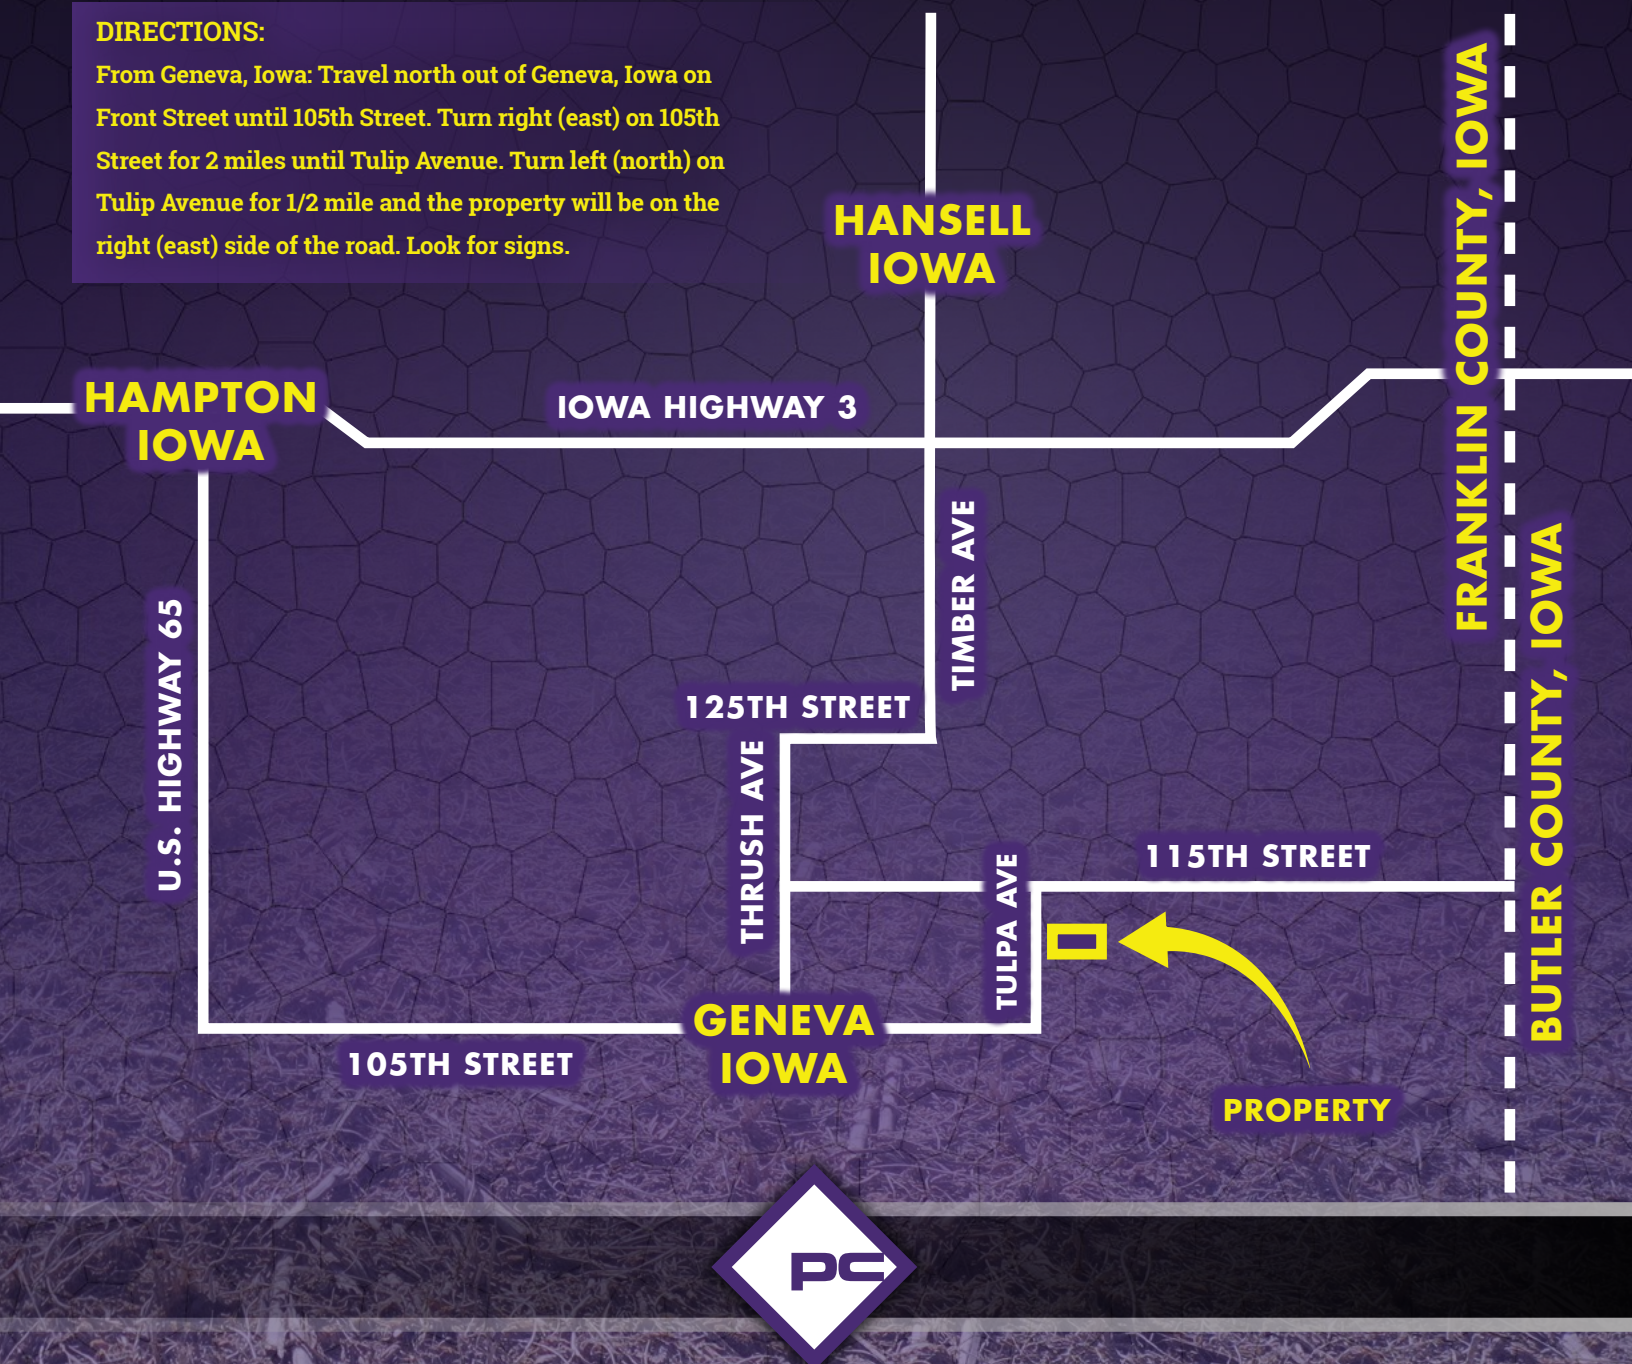 DIRECTIONS:
From Geneva, Iowa: Travel north out of Geneva, Iowa on
Front Street until 105th Street. Turn right (east) on 105th
Street for 2 miles until Tulip Avenue. Turn left (north) on
Tulip Avenue for 1/2 mile and the property will be on the
right (east) side of the road. Look for signs.
HANSELL
IOWA
FRANKLIN COUNTY, IOWA
HAMPTON
IOWA
IOWA HIGHWAY 3
TIMBER AVE
BUTLER COUNTY, IOWA
U.S. HIGHWAY 65
125TH STREET
THRUSH AVE
115TH STREET
TULPA AVE
GENEVA
IOWA
105TH STREET
PROPERTY
PC